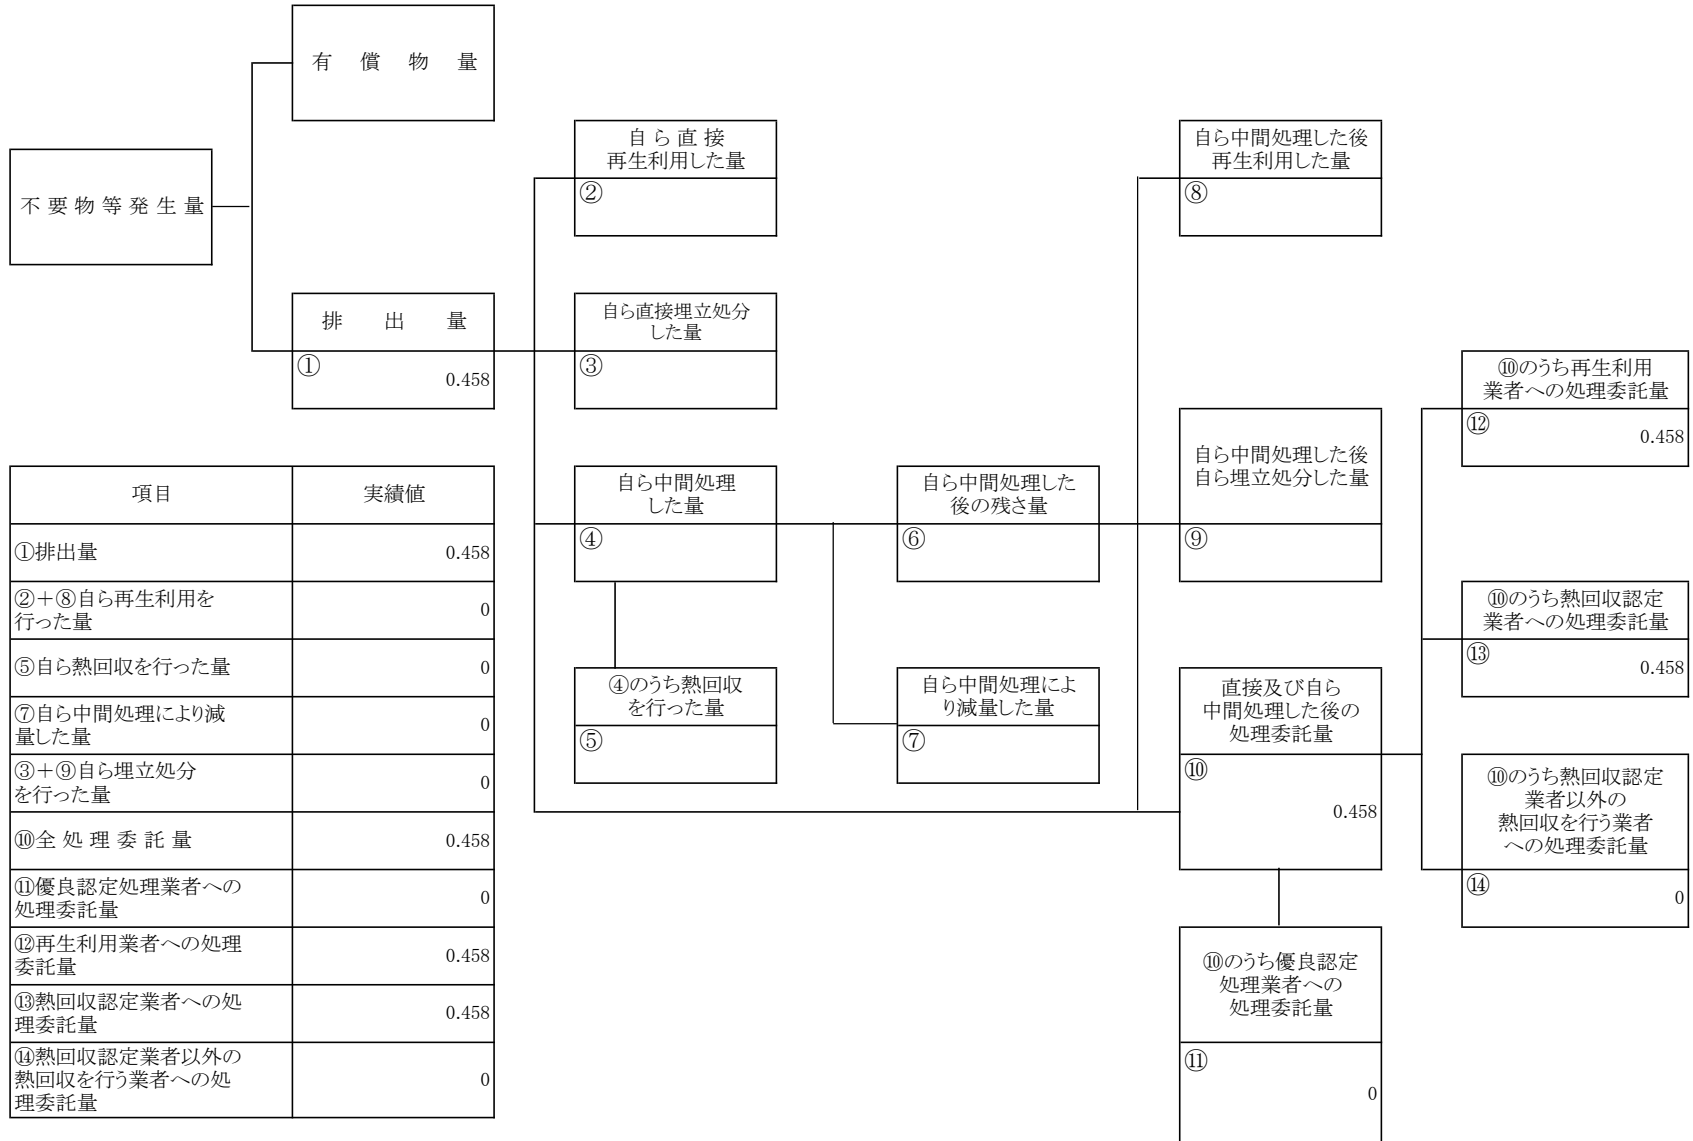 有 償 物 量
不 要 物 等 発 生 量
排 出 量
①
0.458
自 ら 直 接
再生利用した量
②
自ら直接埋立処分
した量
③
自ら中間処理
した量
④
④のうち熱回収
を行った量
⑤
自ら中間処理した
後の残さ量
⑥
自ら中間処理によ
り減量した量
⑦
自ら中間処理した後
再生利用した量
⑧
自ら中間処理した後
自ら埋立処分した量
⑨
直接及び自ら
中間処理した後の
処理委託量
⑩
0.458
⑩のうち優良認定
処理業者への
処理委託量
⑪
0
⑩のうち再生利用
業者への処理委託量
⑫
0.458
⑩のうち熱回収認定
業者への処理委託量
⑬
0.458
⑩のうち熱回収認定
業者以外の
熱回収を行う業者
への処理委託量
⑭
0
項目 実績値
①排出量 0.458
②＋⑧自ら再生利用を
行った量 0
⑤自ら熱回収を行った量 0
⑦自ら中間処理により減
量した量 0
③＋⑨自ら埋立処分
を行った量 0
⑩全 処 理 委 託 量 0.458
⑪優良認定処理業者への
処理委託量 0
⑫再生利用業者への処理
委託量 0.458
⑬熱回収認定業者への処
理委託量 0.458
⑭熱回収認定業者以外の
熱回収を行う業者への処
理委託量 0